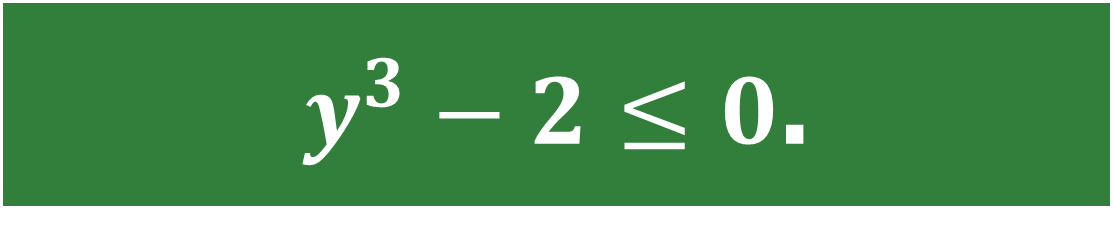 y³ − 2 ≤ 0.